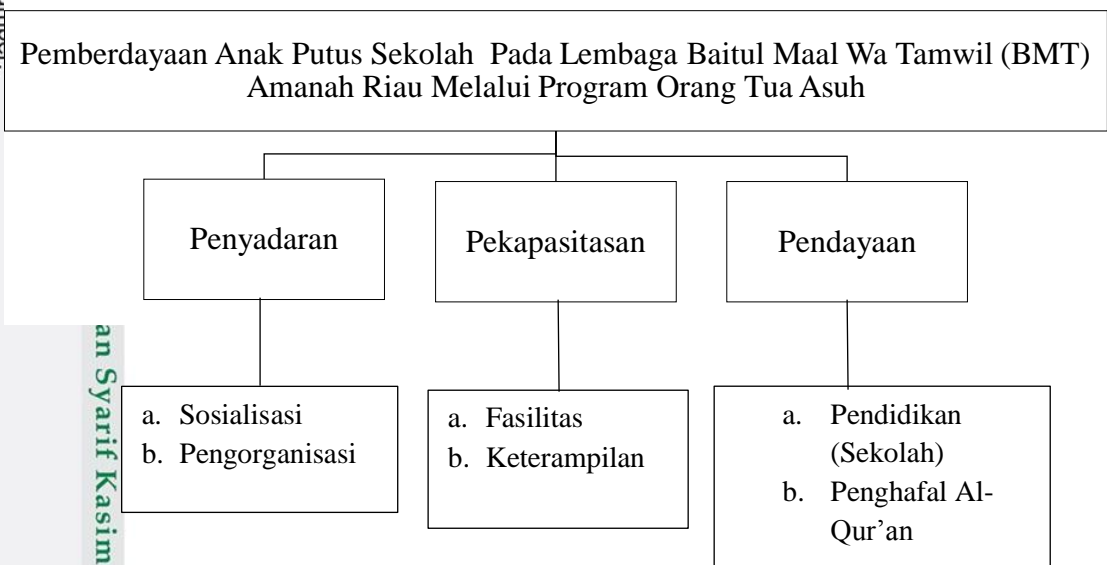 Pemberdayaan Anak Putus Sekolah Pada Lembaga Baitul Maal Wa Tamwil (BMT)
Amanah Riau Melalui Program Orang Tua Asuh
Penyadaran
Pekapasitasan
Pendayaan
a. Sosialisasi
b. Pengorganisasi
a. Fasilitas
b. Keterampilan
a. Pendidikan
(Sekolah)
b. Penghafal Al-
Qur’an
an Syarif Kasim